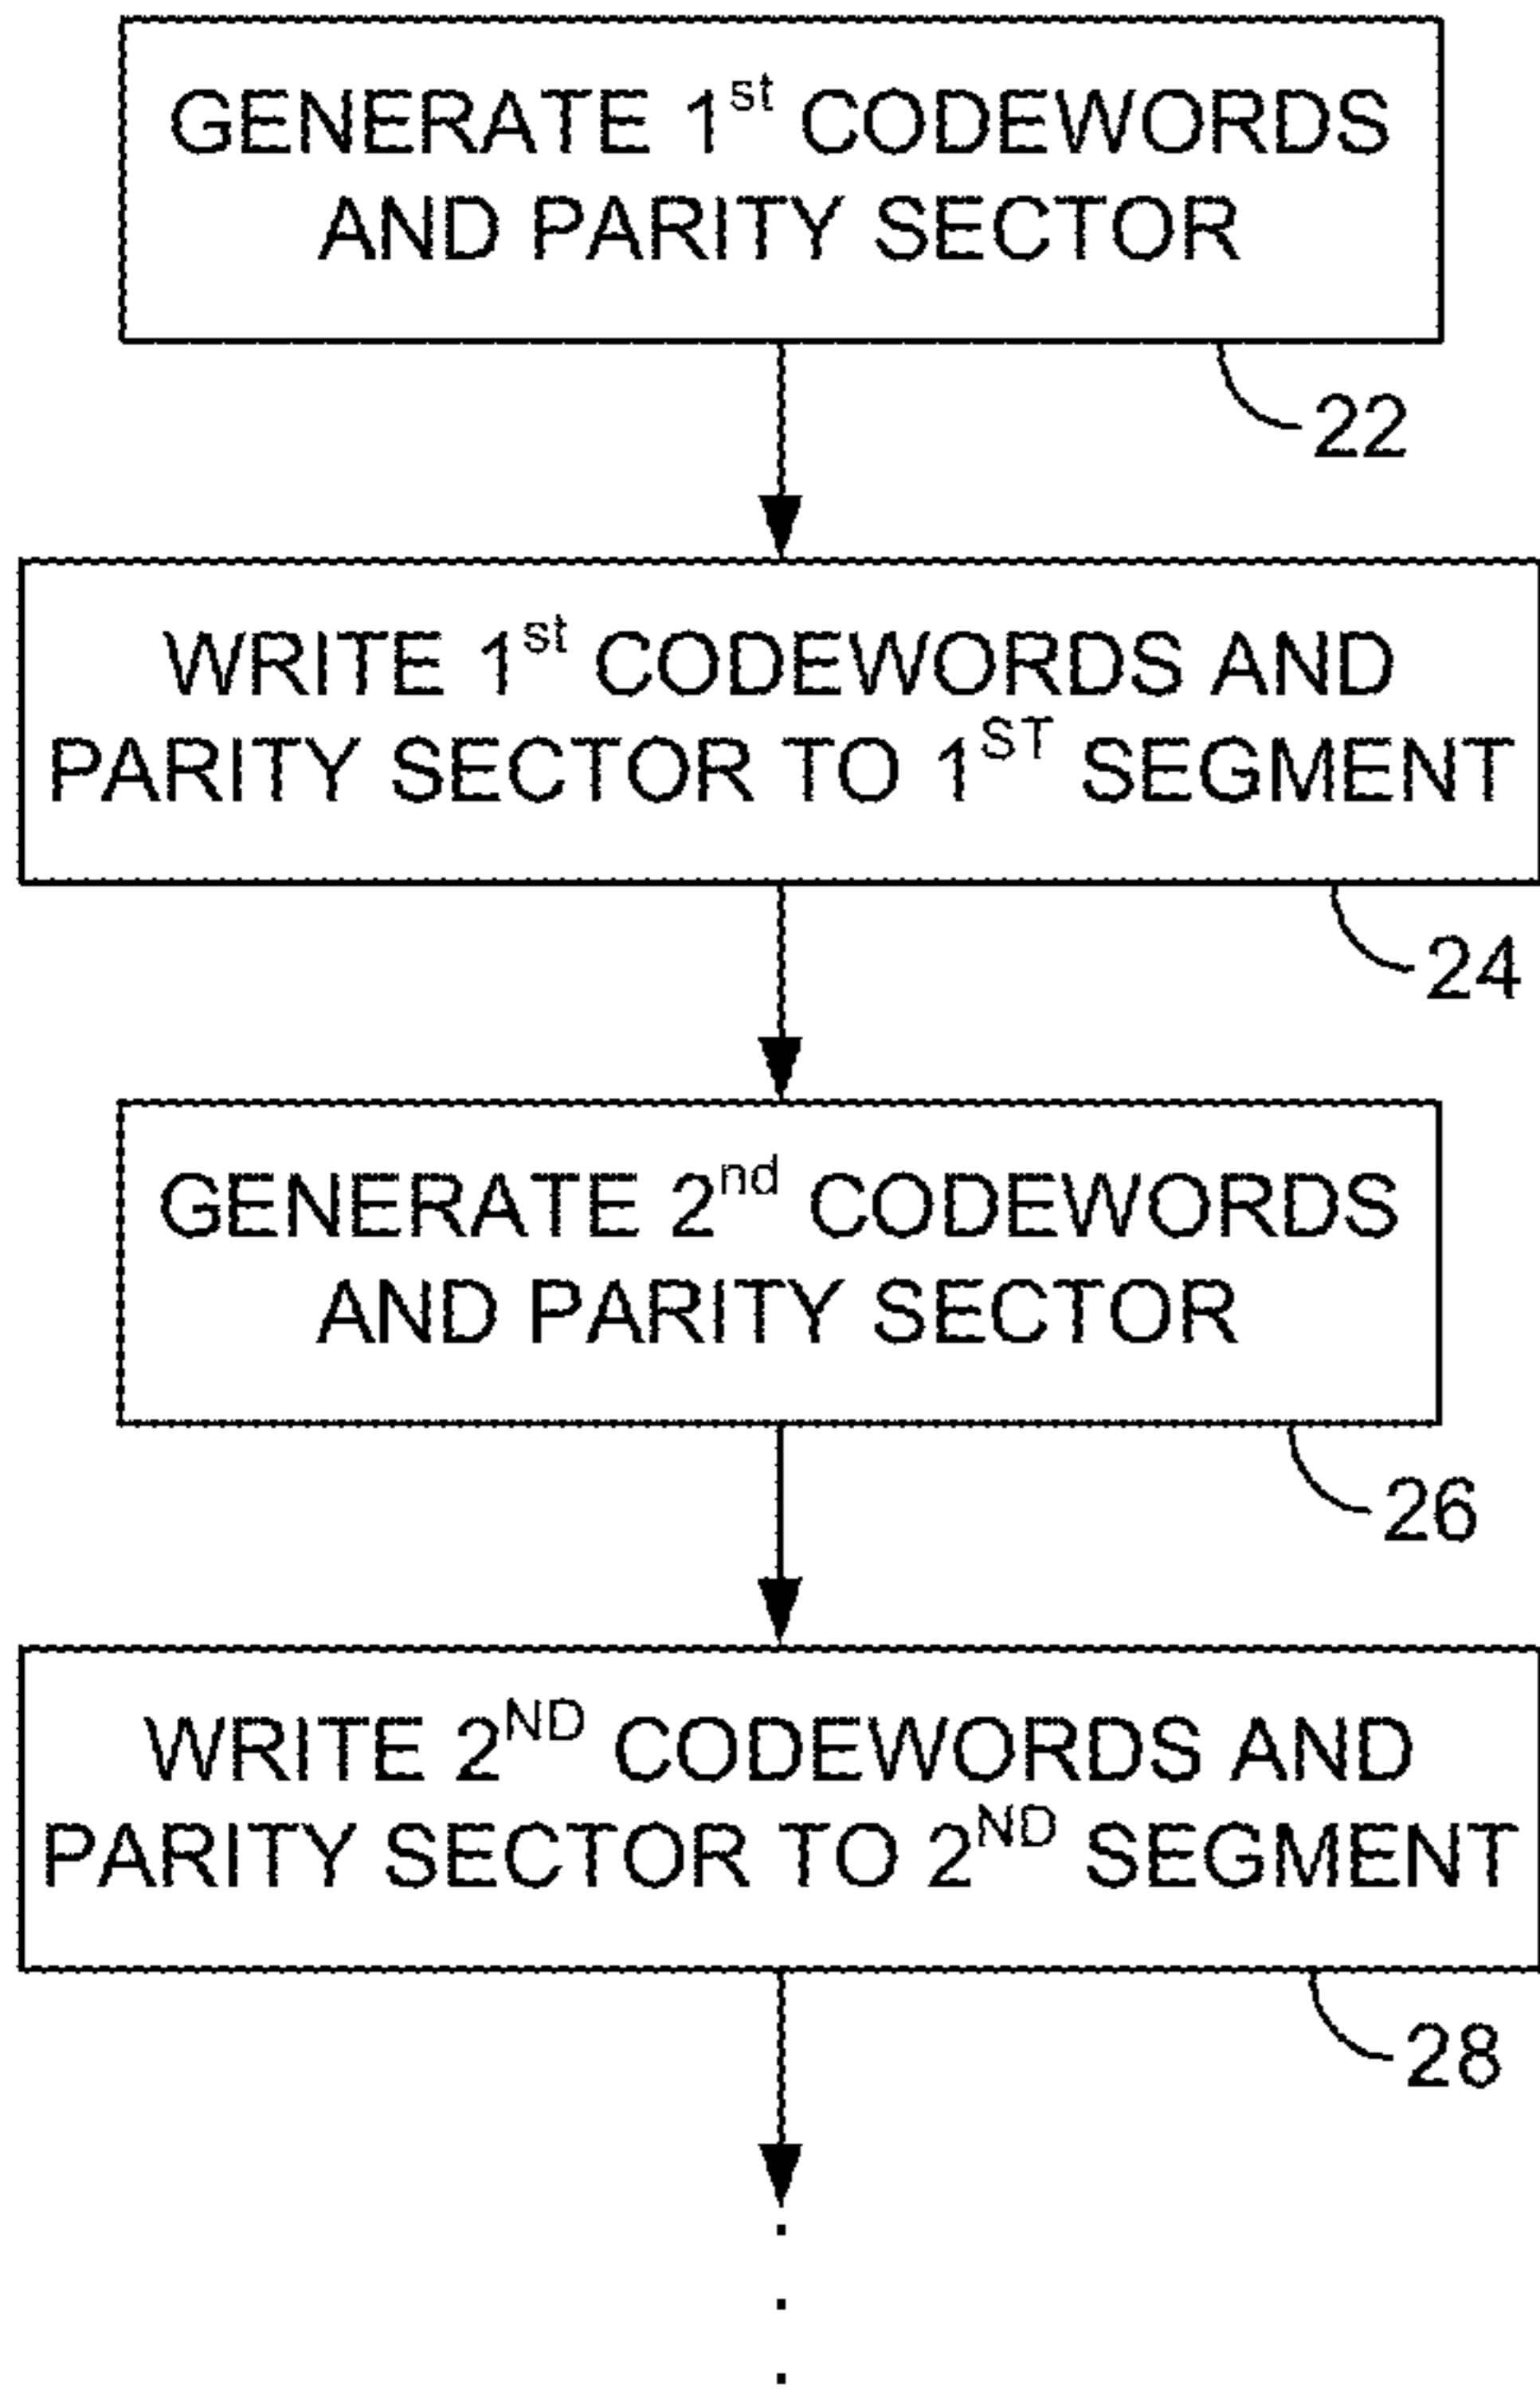 GENERATE 1st CODEWORDS
AND PARITY SECTOR
22
WRITE 1st CODEWORDS AND
PARITY SECTOR TO 1ST SEGMENT
24
GENERATE 2nd CODEWORDS
AND PARITY SECTOR
26
WRITE 2ND CODEWORDS AND
PARITY SECTOR TO 2ND SEGMENT
28